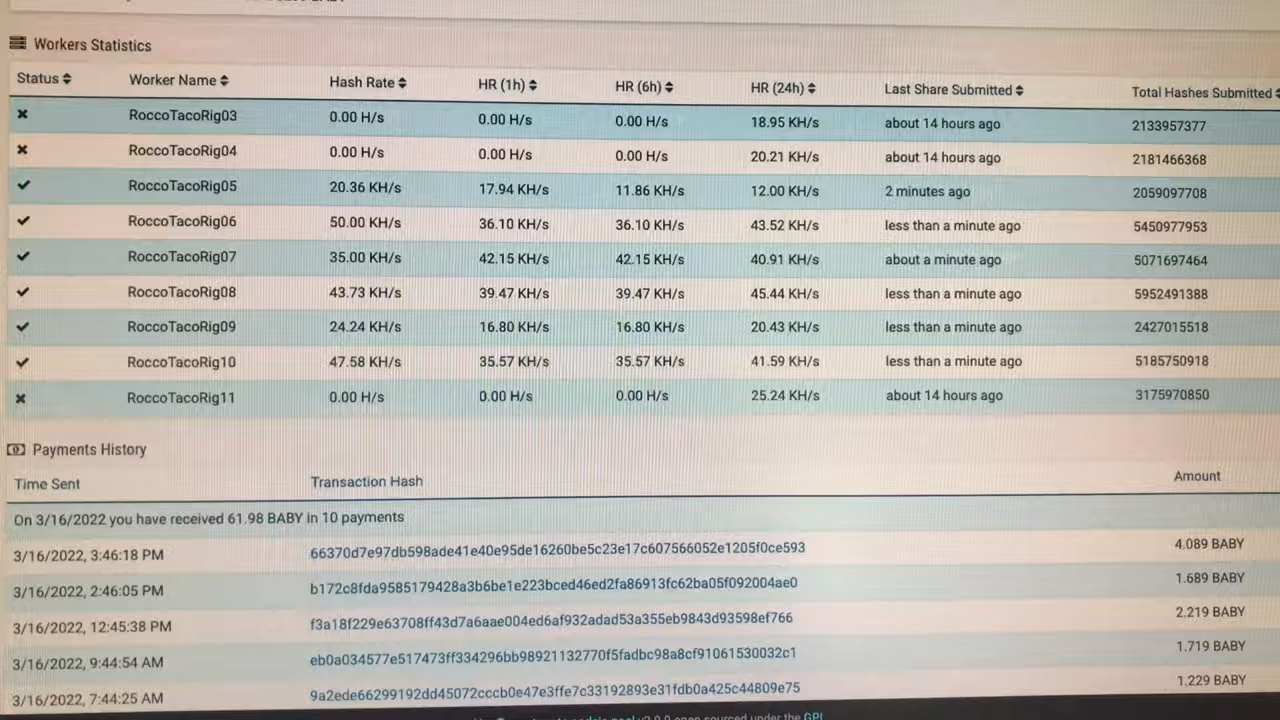 Workers Statistics
Status Worker Name Hash Rate HR (1h) HR (6h) HR (24h) Last Share Submitted Total Hashes Submitted
RoccoTacoRig03 0.00 H/s 0.00 H/s 0.00 H/s 18.95 KH/s about 14 hours ago 2133957377
RoccoTacoRig04 0.00 H/s 0.00 H/s 0.00 H/s 20.21 KH/s about 14 hours ago 2181466368
RoccoTacoRig05 20.36 KH/s 17.94 KH/s 11.86 KH/s 12.00 KH/s 2 minutes ago 2059097708
RoccoTacoRig06 50.00 KH/s 36.10 KH/s 36.10 KH/s 43.52 KH/s less than a minute ago 5450977953
RoccoTacoRig07 35.00 KH/s 42.15 KH/s 42.15 KH/s 40.91 KH/s about a minute ago 5071697464
RoccoTacoRig08 43.73 KH/s 39.47 KH/s 39.47 KH/s 45.44 KH/s less than a minute ago 5952491388
RoccoTacoRig09 24.24 KH/s 16.80 KH/s 16.80 KH/s 20.43 KH/s less than a minute ago 2427015518
RoccoTacoRig10 47.58 KH/s 35.57 KH/s 35.57 KH/s 41.59 KH/s less than a minute ago 5185750918
RoccoTacoRig11 0.00 H/s 0.00 H/s 0.00 H/s 25.24 KH/s about 14 hours ago 3175970850
Payments History
Time Sent Transaction Hash Amount
On 3/16/2022 you have received 61.98 BABY in 10 payments
3/16/2022, 3:46:18 PM 66370d7e97db598ade41e40e95de16260be5c23e17c607566052e1205f0ce593 4.089 BABY
3/16/2022, 2:46:05 PM b172c8fda9585179428a3b6be1e223bced46ed2fa86913fc62ba05f092004ae0 1.689 BABY
3/16/2022, 12:45:38 PM f3a18f229e63708ff43d7a6aae004ed6af932adad53a355eb9843d93598ef766 2.219 BABY
3/16/2022, 9:44:54 AM eb0a034577e517473ff334296bb98921132770f5fadbc98a8cf91061530032c1 1.719 BABY
3/16/2022, 7:44:25 AM 9a2ede66299192dd45072cccb0e47e3ffe7c33192893e31fdb0a425c44809e75 1.229 BABY
open sourced under the GPL